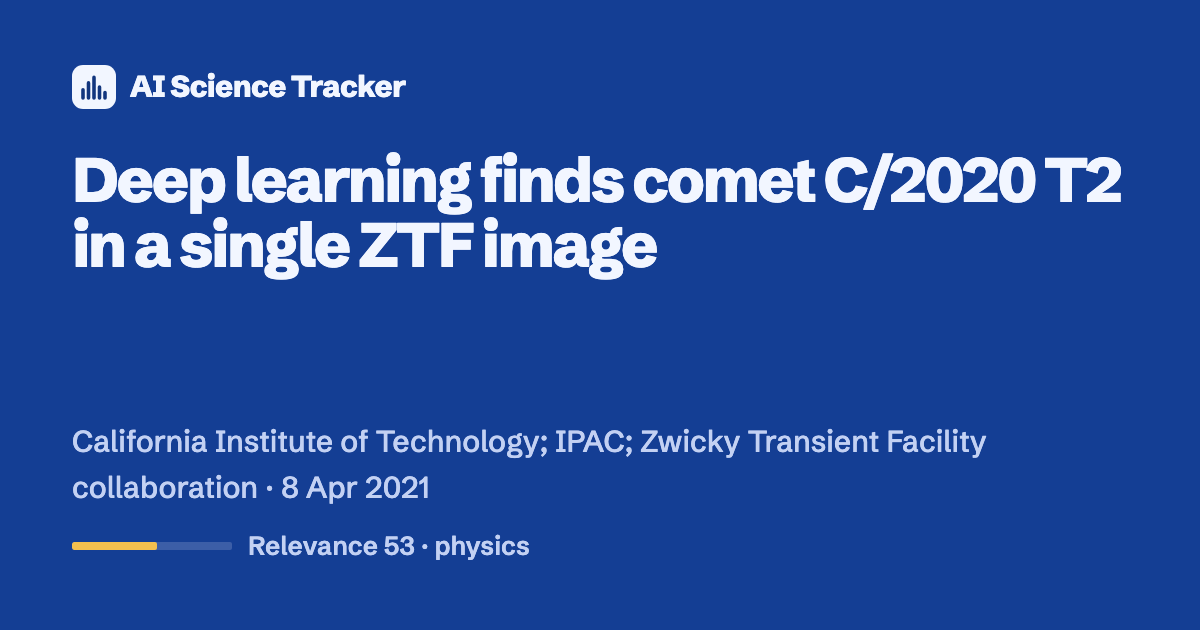 AI Science Tracker
Deep learning finds comet C/2020 T2
in a single ZTF image
California Institute of Technology; IPAC; Zwicky Transient Facility
collaboration · 8 Apr 2021
Relevance 53 · physics